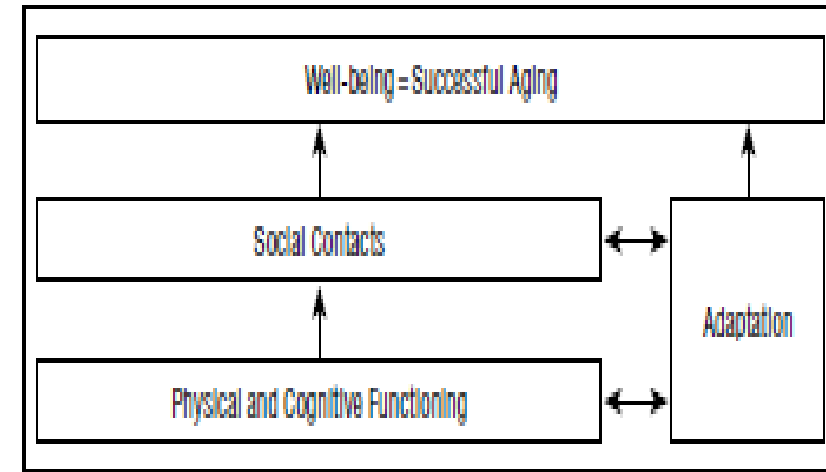 Well-being = Successful Aging
Social Contacts
Adaptation
Physical and Cognitive Functioning